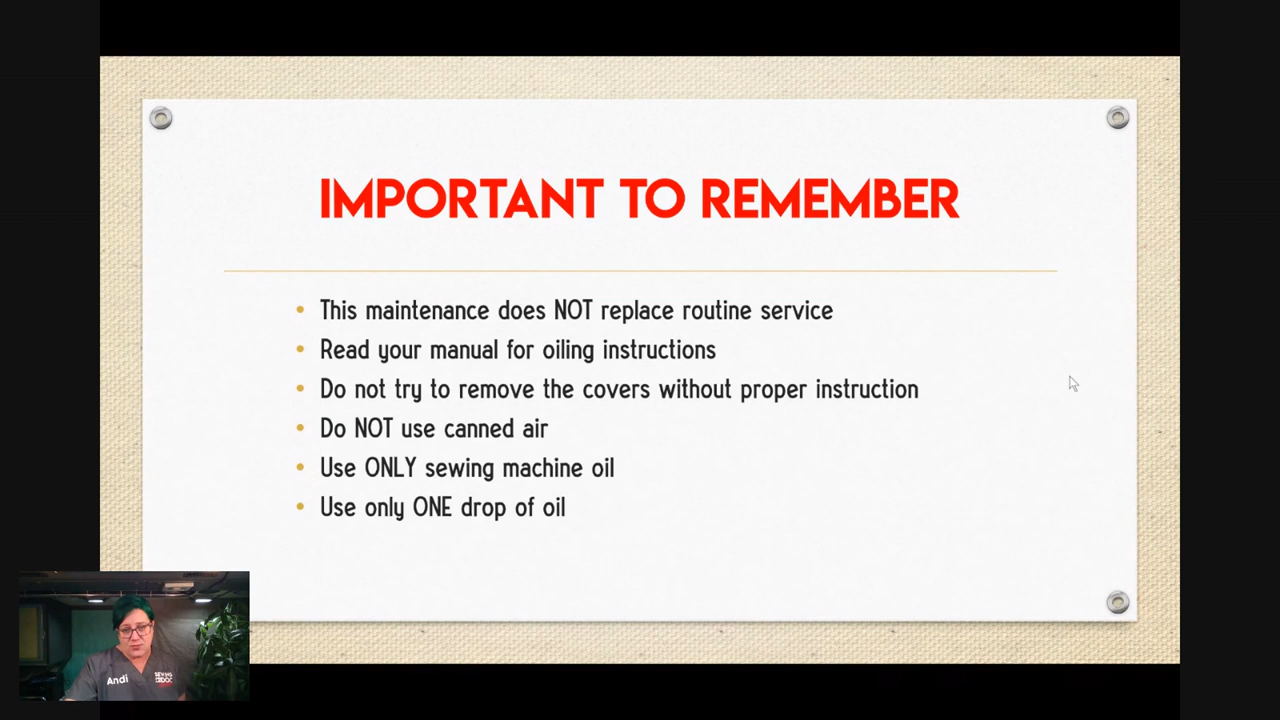 IMPORTANT TO REMEMBER
This maintenance does NOT replace routine service
Read your manual for oiling instructions
Do not try to remove the covers without proper instruction
Do NOT use canned air
Use ONLY sewing machine oil
Use only ONE drop of oil
Andi